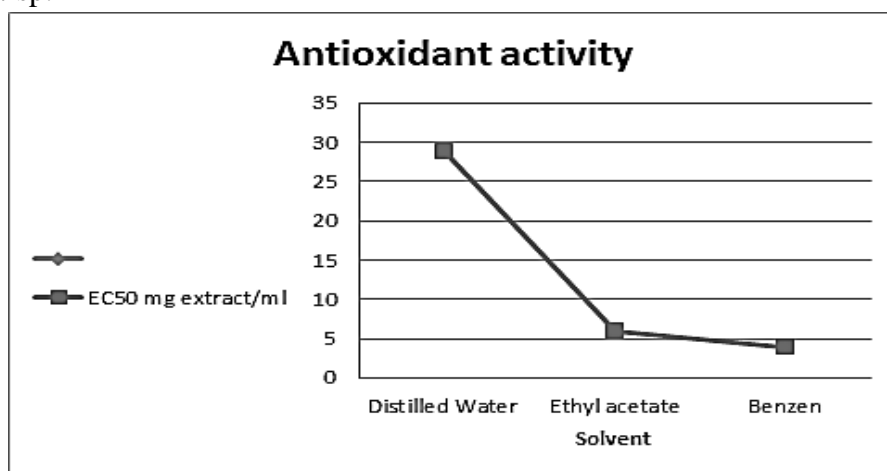 Antioxidant activity
35
30
25
20
15
10
5
0
EC50 mg extract/ml
Distilled Water Ethyl acetate Benzen
Solvent